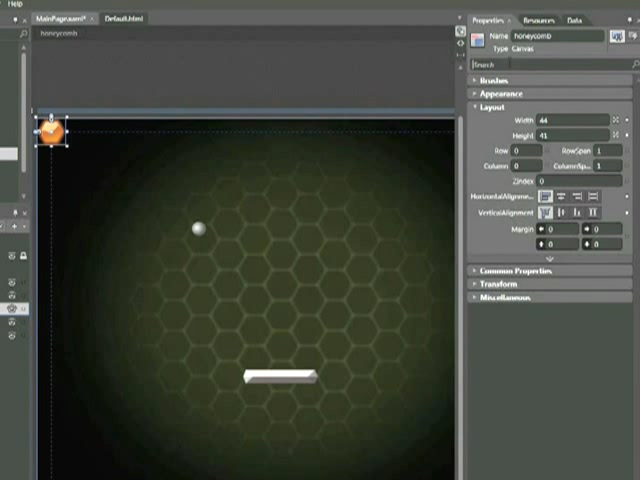 Help
MainPage.xaml* × Default.html
honeycomb
Properties × Resources Data
Name honeycomb
Type Canvas
Search
Brushes
Appearance
Layout
Width 44
Height 41
Row 0 RowSpan 1
Column 0 ColumnSp... 1
ZIndex 0
HorizontalAlignme...
VerticalAlignment
Margin 0 0
0 0
Common Properties
Transform
Miscellaneous